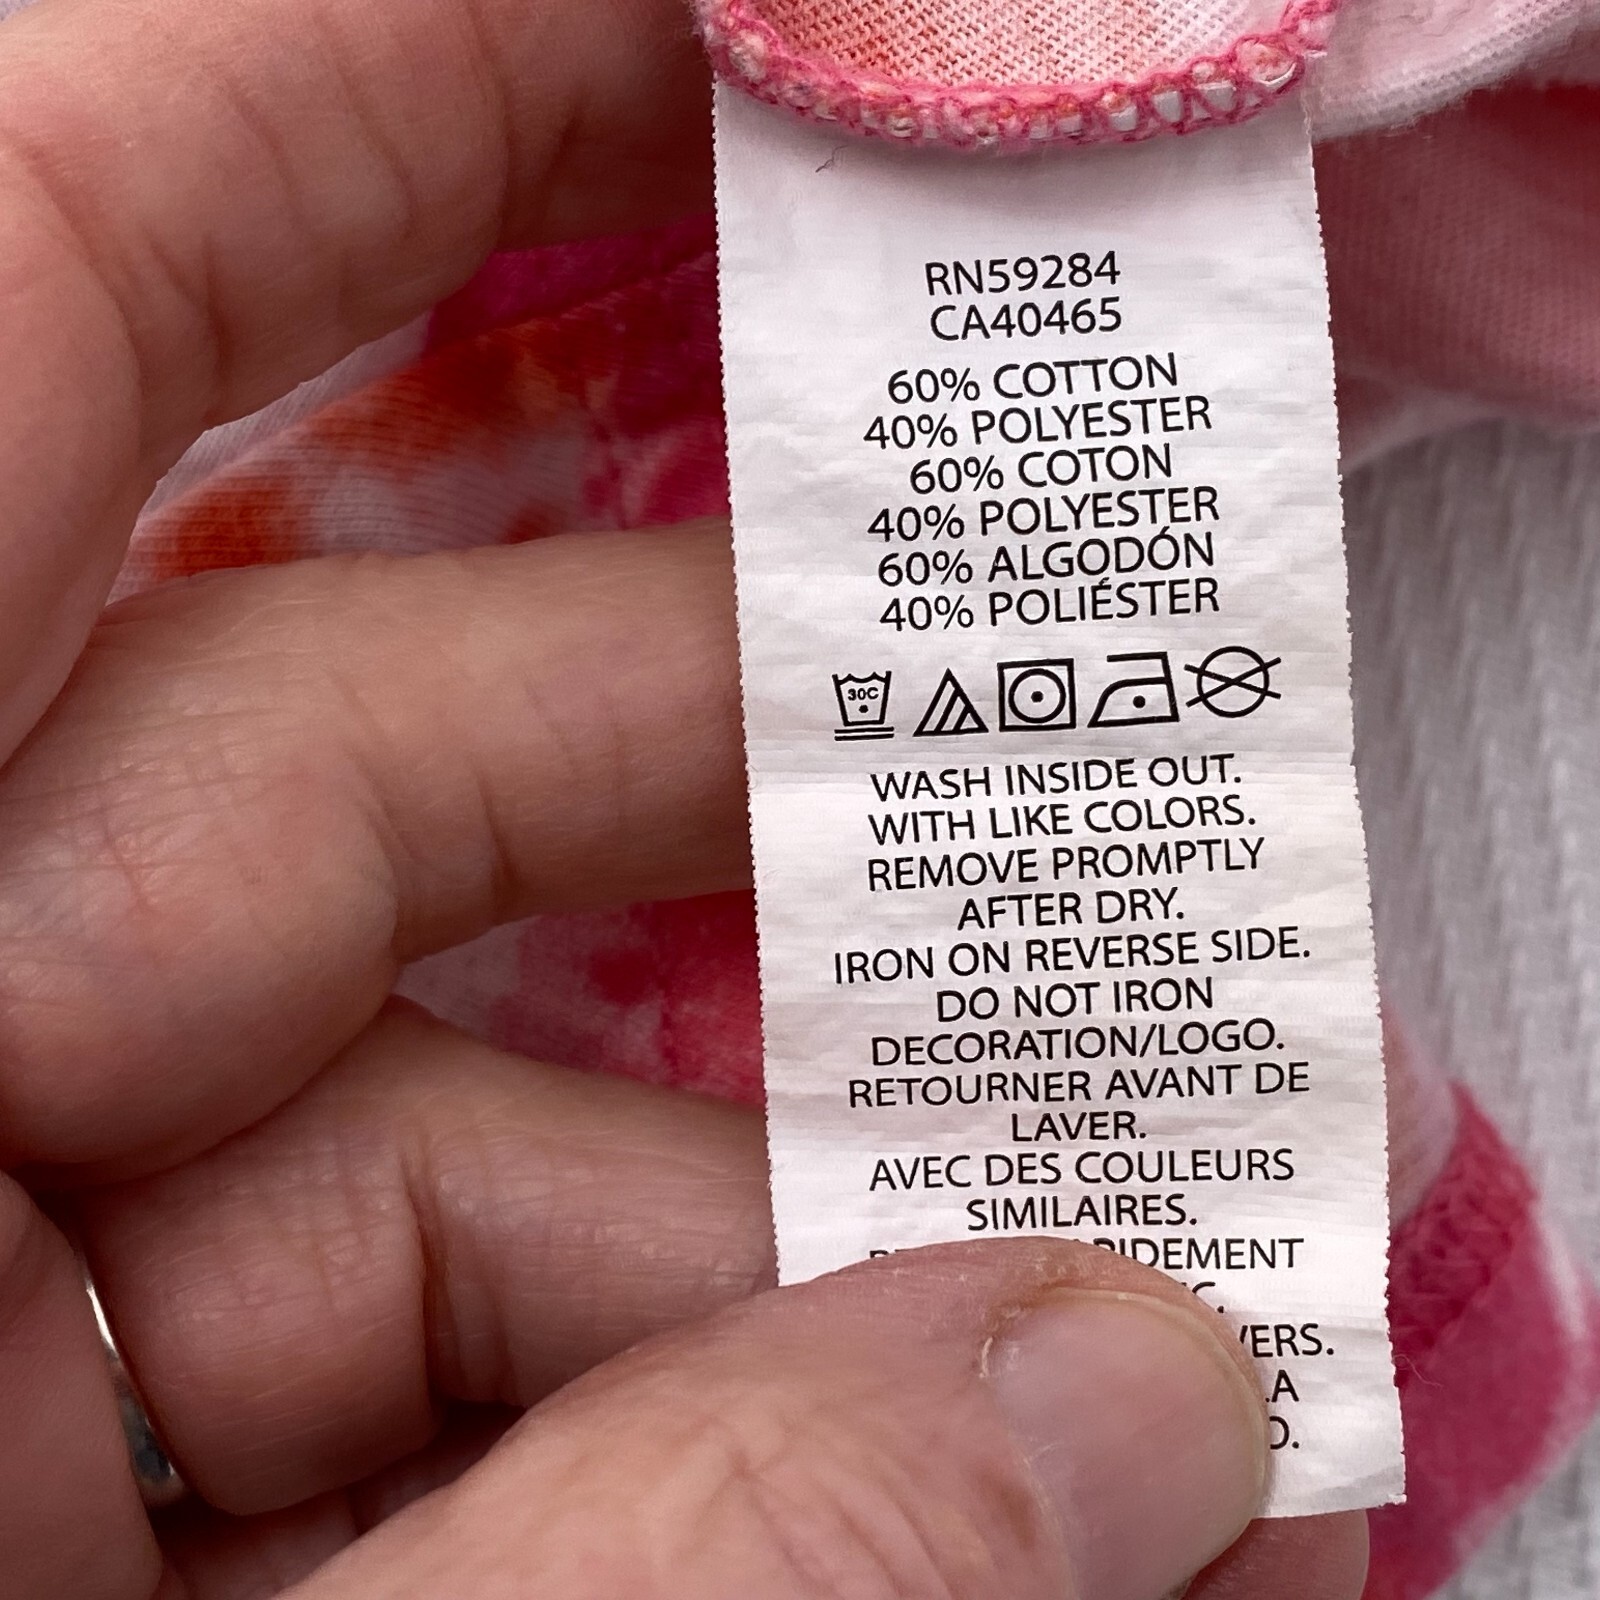 RN59284
CA40465
60% COTTON
40% POLYESTER
60% COTON
40% POLYESTER
60% ALGODÓN
40% POLIÉSTER
30C
WASH INSIDE OUT.
WITH LIKE COLORS.
REMOVE PROMPTLY
AFTER DRY.
IRON ON REVERSE SIDE.
DO NOT IRON
DECORATION/LOGO.
RETOURNER AVANT DE
LAVER.
AVEC DES COULEURS
SIMILAIRES.